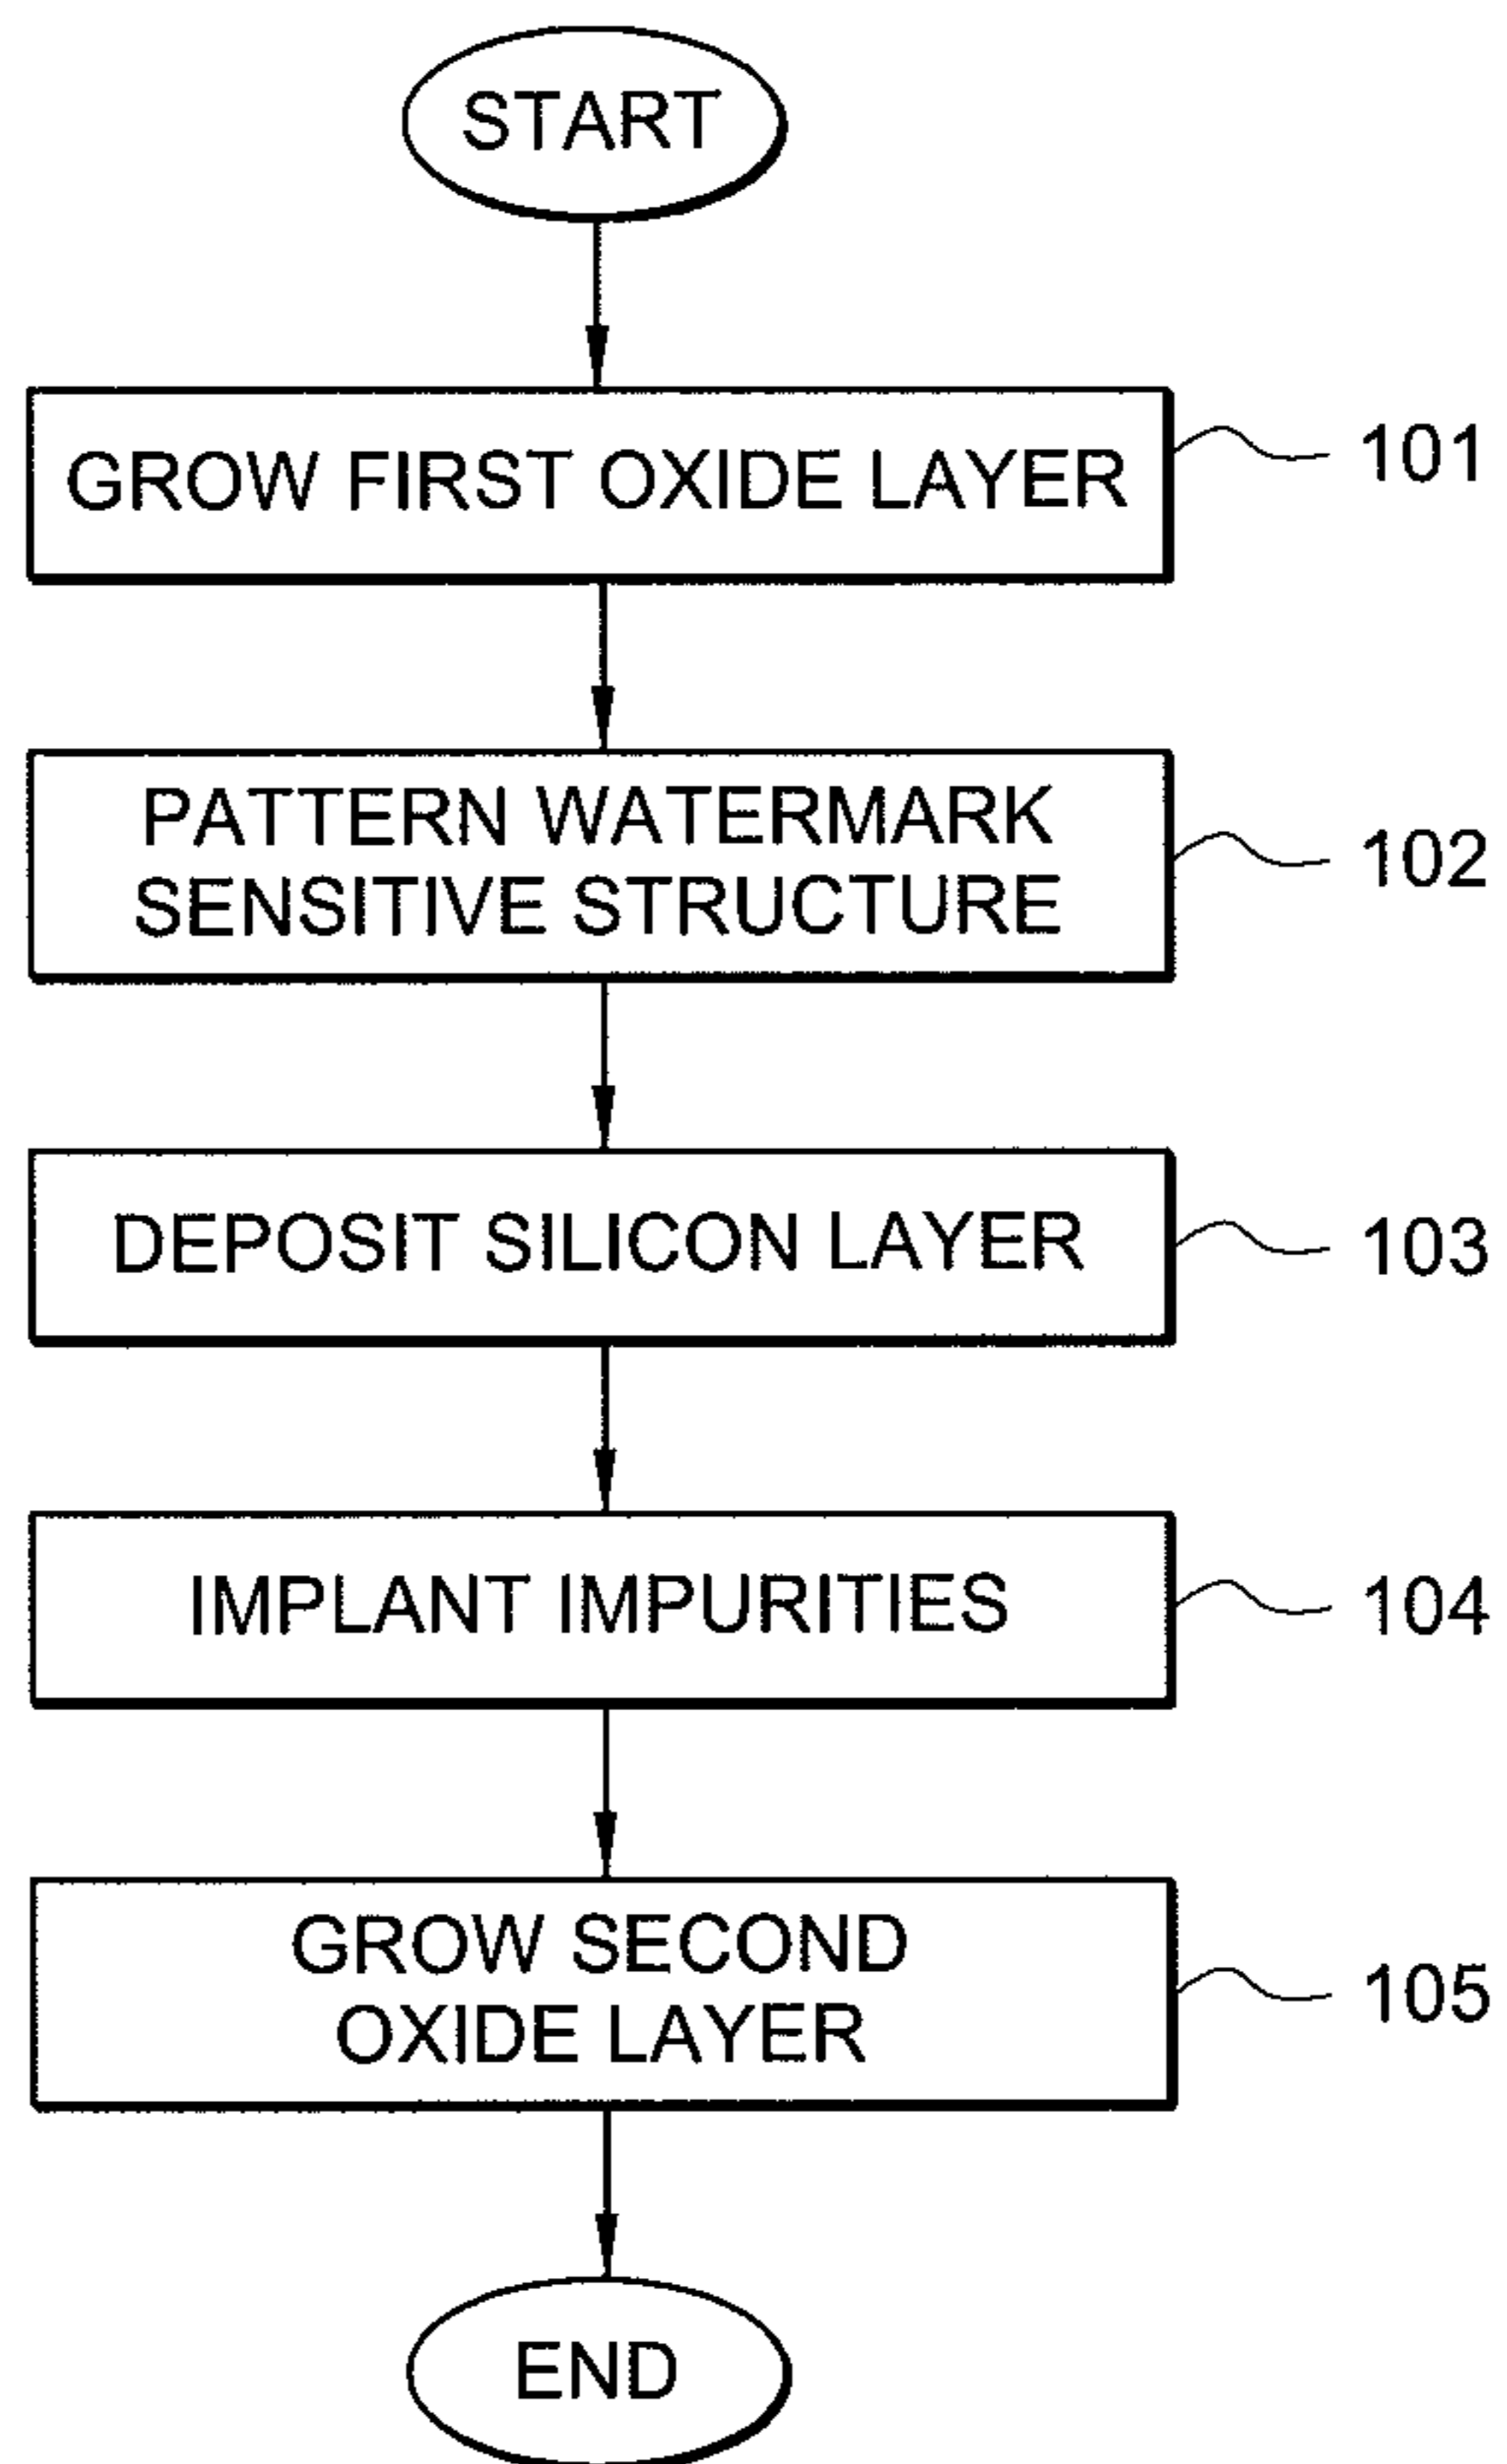 START
GROW FIRST OXIDE LAYER
101
PATTERN WATERMARK
SENSITIVE STRUCTURE
102
DEPOSIT SILICON LAYER
103
IMPLANT IMPURITIES
104
GROW SECOND
OXIDE LAYER
105
END